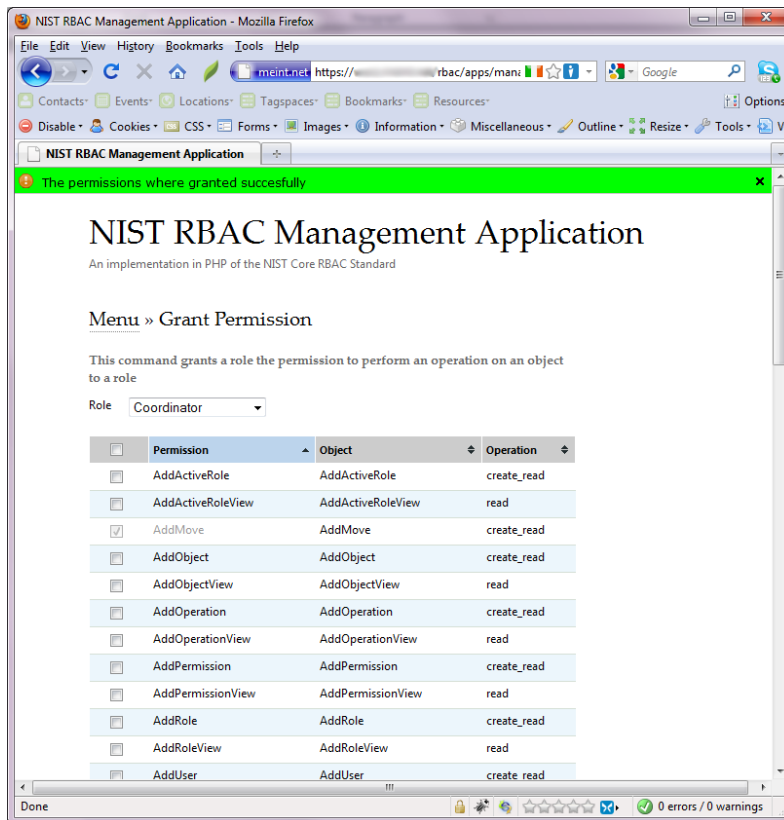 NIST RBAC Management Application - Mozilla Firefox
File Edit View History Bookmarks Tools Help
meint.net https:// rbac/apps/mana Google
Contacts Events Locations Tagspaces Bookmarks Resources Options
Disable Cookies CSS Forms Images Information Miscellaneous Outline Resize Tools V
NIST RBAC Management Application
The permissions where granted succesfully
NIST RBAC Management Application
An implementation in PHP of the NIST Core RBAC Standard
Menu » Grant Permission
This command grants a role the permission to perform an operation on an object
to a role
Role Coordinator
Permission Object Operation
AddActiveRole AddActiveRole create_read
AddActiveRoleView AddActiveRoleView read
AddMove AddMove create_read
AddObject AddObject create_read
AddObjectView AddObjectView read
AddOperation AddOperation create_read
AddOperationView AddOperationView read
AddPermission AddPermission create_read
AddPermissionView AddPermissionView read
AddRole AddRole create_read
AddRoleView AddRoleView read
AddUser AddUser create_read
Done 0 errors / 0 warnings